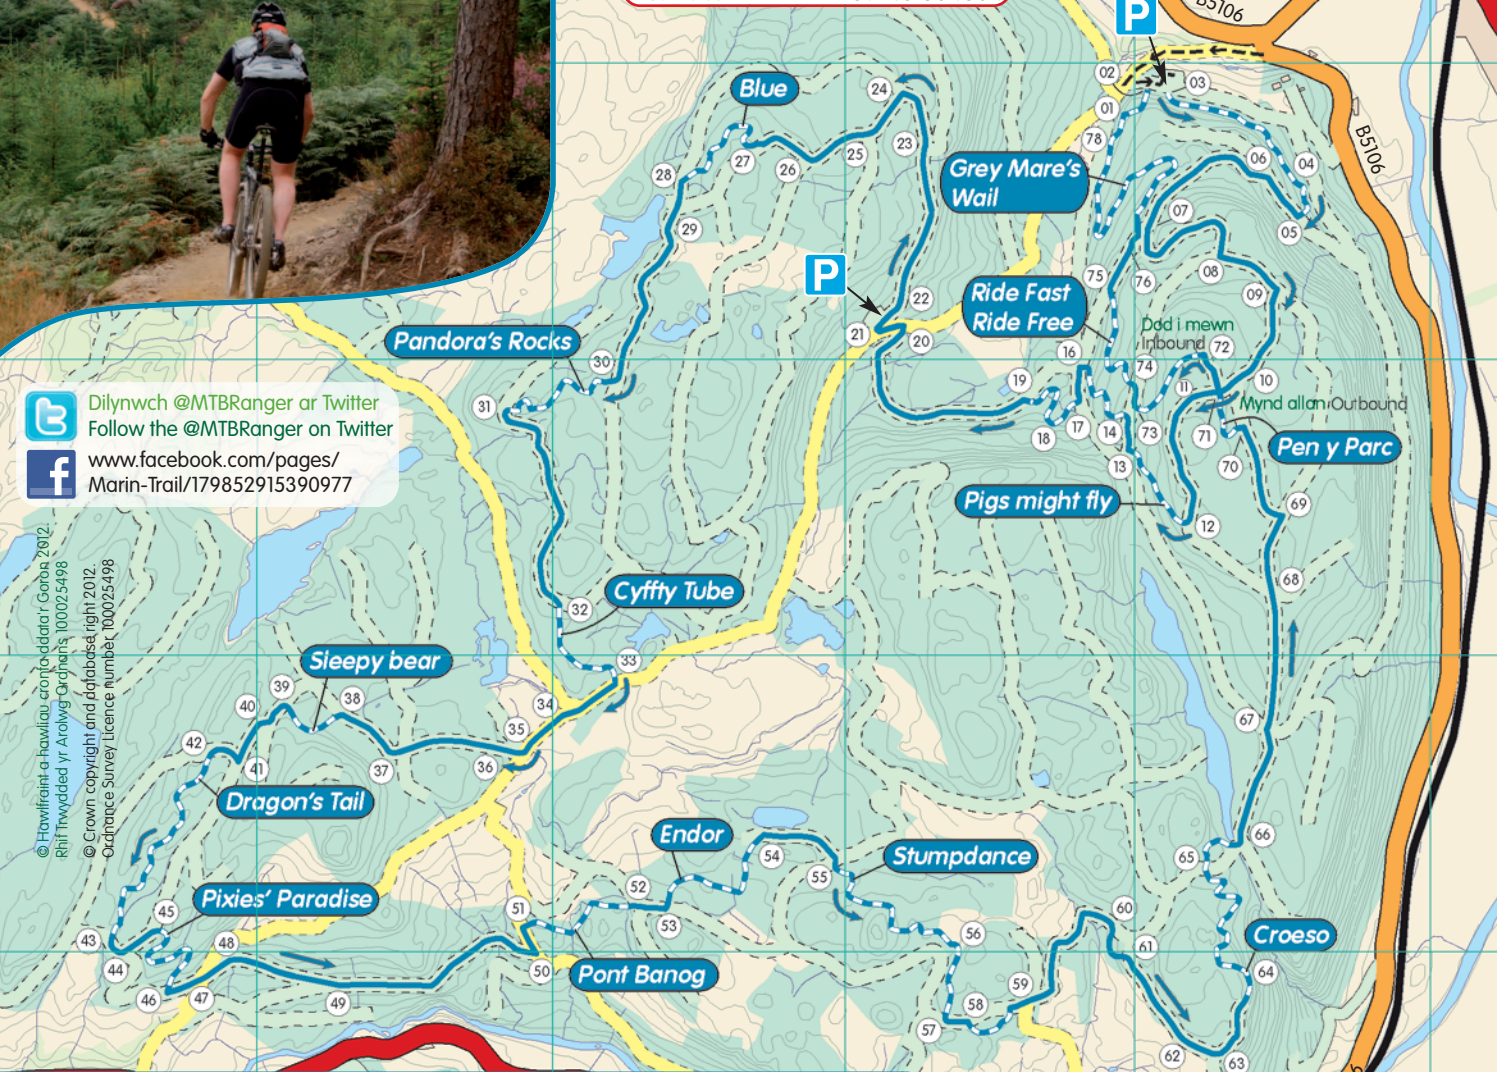 B5106
P
02
03
01
Blue
24
78
B5106
23
25
27
26
28
06
04
Grey Mare's
Wail
07
05
29
08
P
75
76
09
22
Ride Fast
Ride Free
21
20
Dod i mewn
Inbound
72
Pandora's Rocks
30
16
74
19
11
10
31
Mynd allan/Outbound
Dilynwch @MTBRanger ar Twitter
Follow the @MTBRanger on Twitter
www.facebook.com/pages/
Marin-Trail/179852915390977
18
17
14
73
71
Pen y Parc
13
70
Pigs might fly
69
12
© Hawlfraint a hawliau cronfa ddata'r Goron 2012.
Rhif Trwydded yr Arolwg Ordnans 100025498
© Crown copyright and database right 2012.
Ordnance Survey Licence number 100025498
68
Cyffty Tube
32
Sleepy bear
33
39
38
34
40
35
67
42
41
37
36
Dragon's Tail
Endor
66
54
Stumpdance
65
55
Pixies' Paradise
52
45
51
60
53
56
Croeso
43
48
61
44
50
Pont Banog
64
46
47
49
59
58
57
62
63